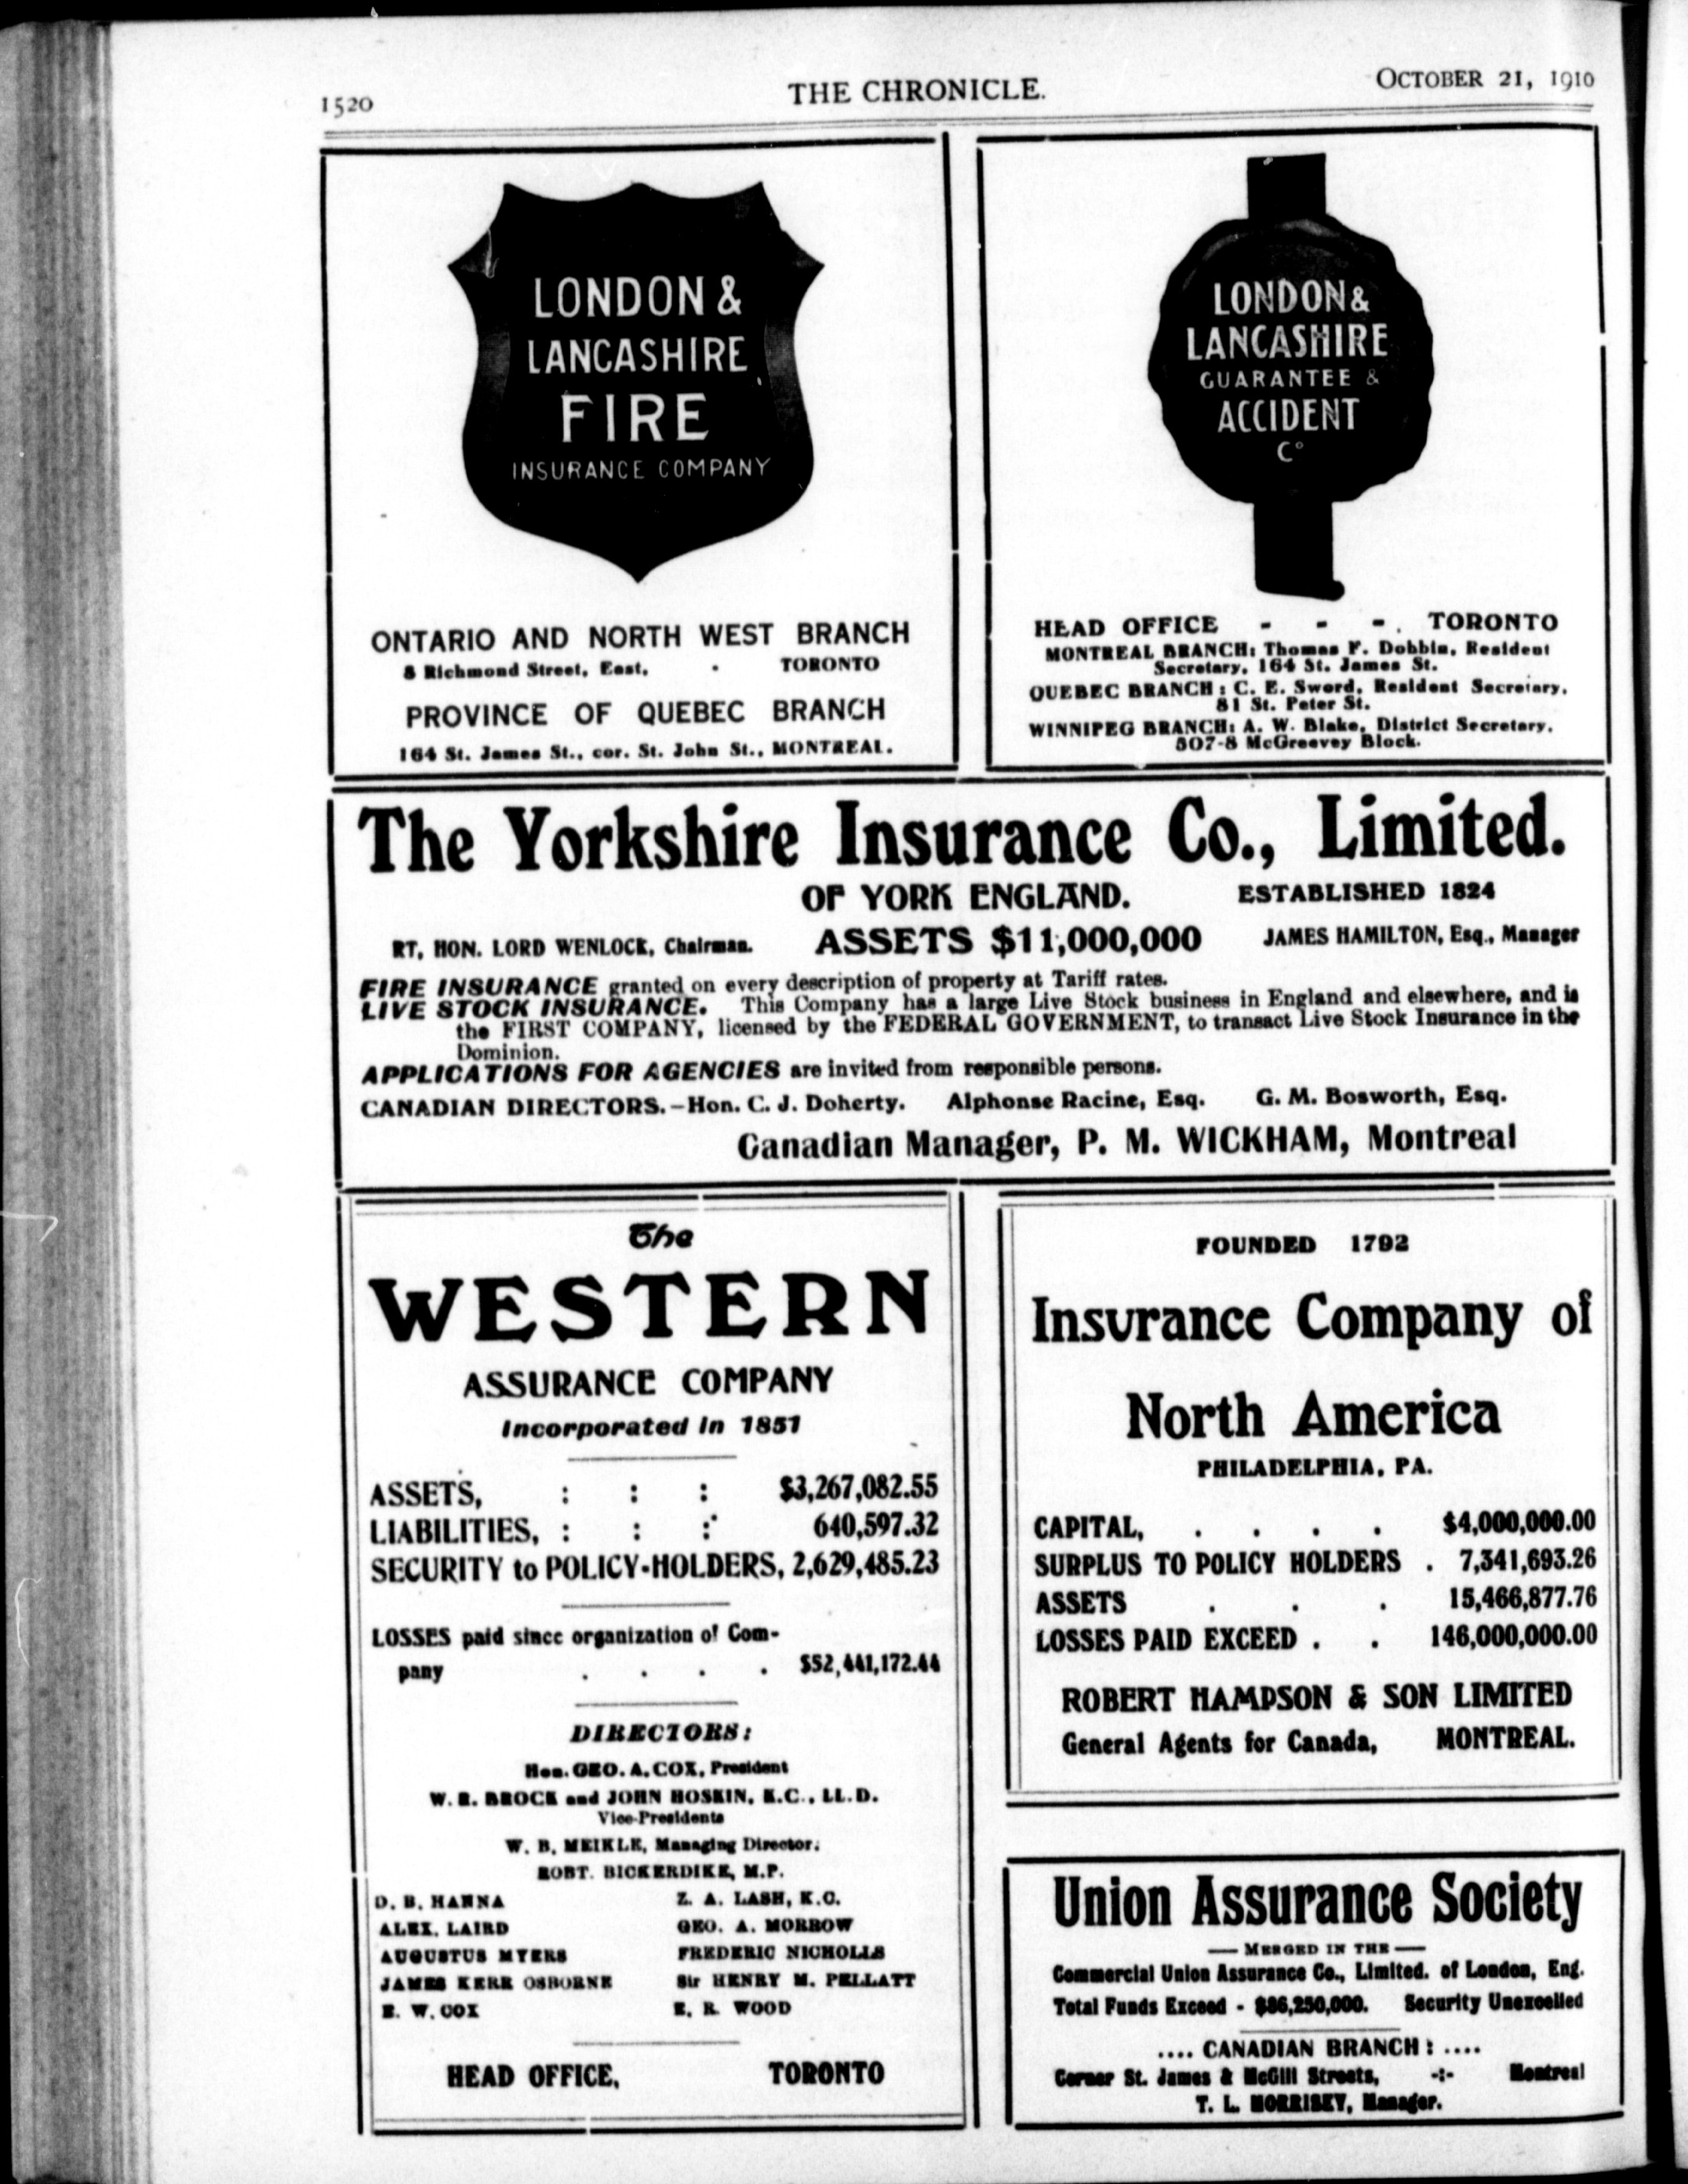 1520
THE CHRONICLE.
OCTOBER 21, 1910
LONDON &
LANCASHIRE
FIRE
INSURANCE COMPANY
ONTARIO AND NORTH WEST BRANCH
8 Richmond Street, East, . TORONTO
PROVINCE OF QUEBEC BRANCH
164 St. James St., cor. St. John St., MONTREAL.
LONDON &
LANCASHIRE
GUARANTEE &
ACCIDENT
Co
HEAD OFFICE - - - . TORONTO
MONTREAL BRANCH: Thomas F. Dobbin, Resident
Secretary, 164 St. James St.
QUEBEC BRANCH : C. E. Sword, Resident Secretary,
81 St. Peter St.
WINNIPEG BRANCH: A. W. Blake, District Secretary,
507-8 McGreevey Block.
The Yorkshire Insurance Co., Limited.
OF YORK ENGLAND. ESTABLISHED 1824
RT. HON. LORD WENLOCK, Chairman. ASSETS $11,000,000 JAMES HAMILTON, Esq., Manager
FIRE INSURANCE granted on every description of property at Tariff rates.
LIVE STOCK INSURANCE. This Company has a large Live Stock business in England and elsewhere, and is
the FIRST COMPANY, licensed by the FEDERAL GOVERNMENT, to transact Live Stock Insurance in the
Dominion.
APPLICATIONS FOR AGENCIES are invited from responsible persons.
CANADIAN DIRECTORS.-Hon. C. J. Doherty. Alphonse Racine, Esq. G. M. Bosworth, Esq.
Canadian Manager, P. M. WICKHAM, Montreal
The
WESTERN
ASSURANCE COMPANY
Incorporated in 1851
ASSETS, : : : $3,267,082.55
LIABILITIES, : : : 640,597.32
SECURITY to POLICY-HOLDERS, 2,629,485.23
LOSSES paid since organization of Com-
pany . . . . $52,441,172.44
DIRECTORS:
Hon. GEO. A. COX, President
W. R. BROCK and JOHN HOSKIN, K.C., LL.D.
Vice-Presidents
W. B. MEIKLE, Managing Director.
ROBT. BICKERDIKE, M.P.
D. B. HANNA Z. A. LASH, K.C.
ALEX. LAIRD GEO. A. MORROW
AUGUSTUS MYERS FREDERIC NICHOLLS
JAMES KERR OSBORNE Sir HENRY M. PELLATT
E. W. COX E. R. WOOD
HEAD OFFICE, TORONTO
FOUNDED 1792
Insurance Company of
North America
PHILADELPHIA, PA.
CAPITAL, . . . . $4,000,000.00
SURPLUS TO POLICY HOLDERS . 7,341,693.26
ASSETS . . . 15,466,877.76
LOSSES PAID EXCEED . . 146,000,000.00
ROBERT HAMPSON & SON LIMITED
General Agents for Canada, MONTREAL.
Union Assurance Society
— MERGED IN THE —
Commercial Union Assurance Co., Limited. of London, Eng.
Total Funds Exceed - $86,250,000. Security Unexcelled
.... CANADIAN BRANCH : ....
Corner St. James & McGill Streets, -:- Montreal
T. L. MORRISEY, Manager.